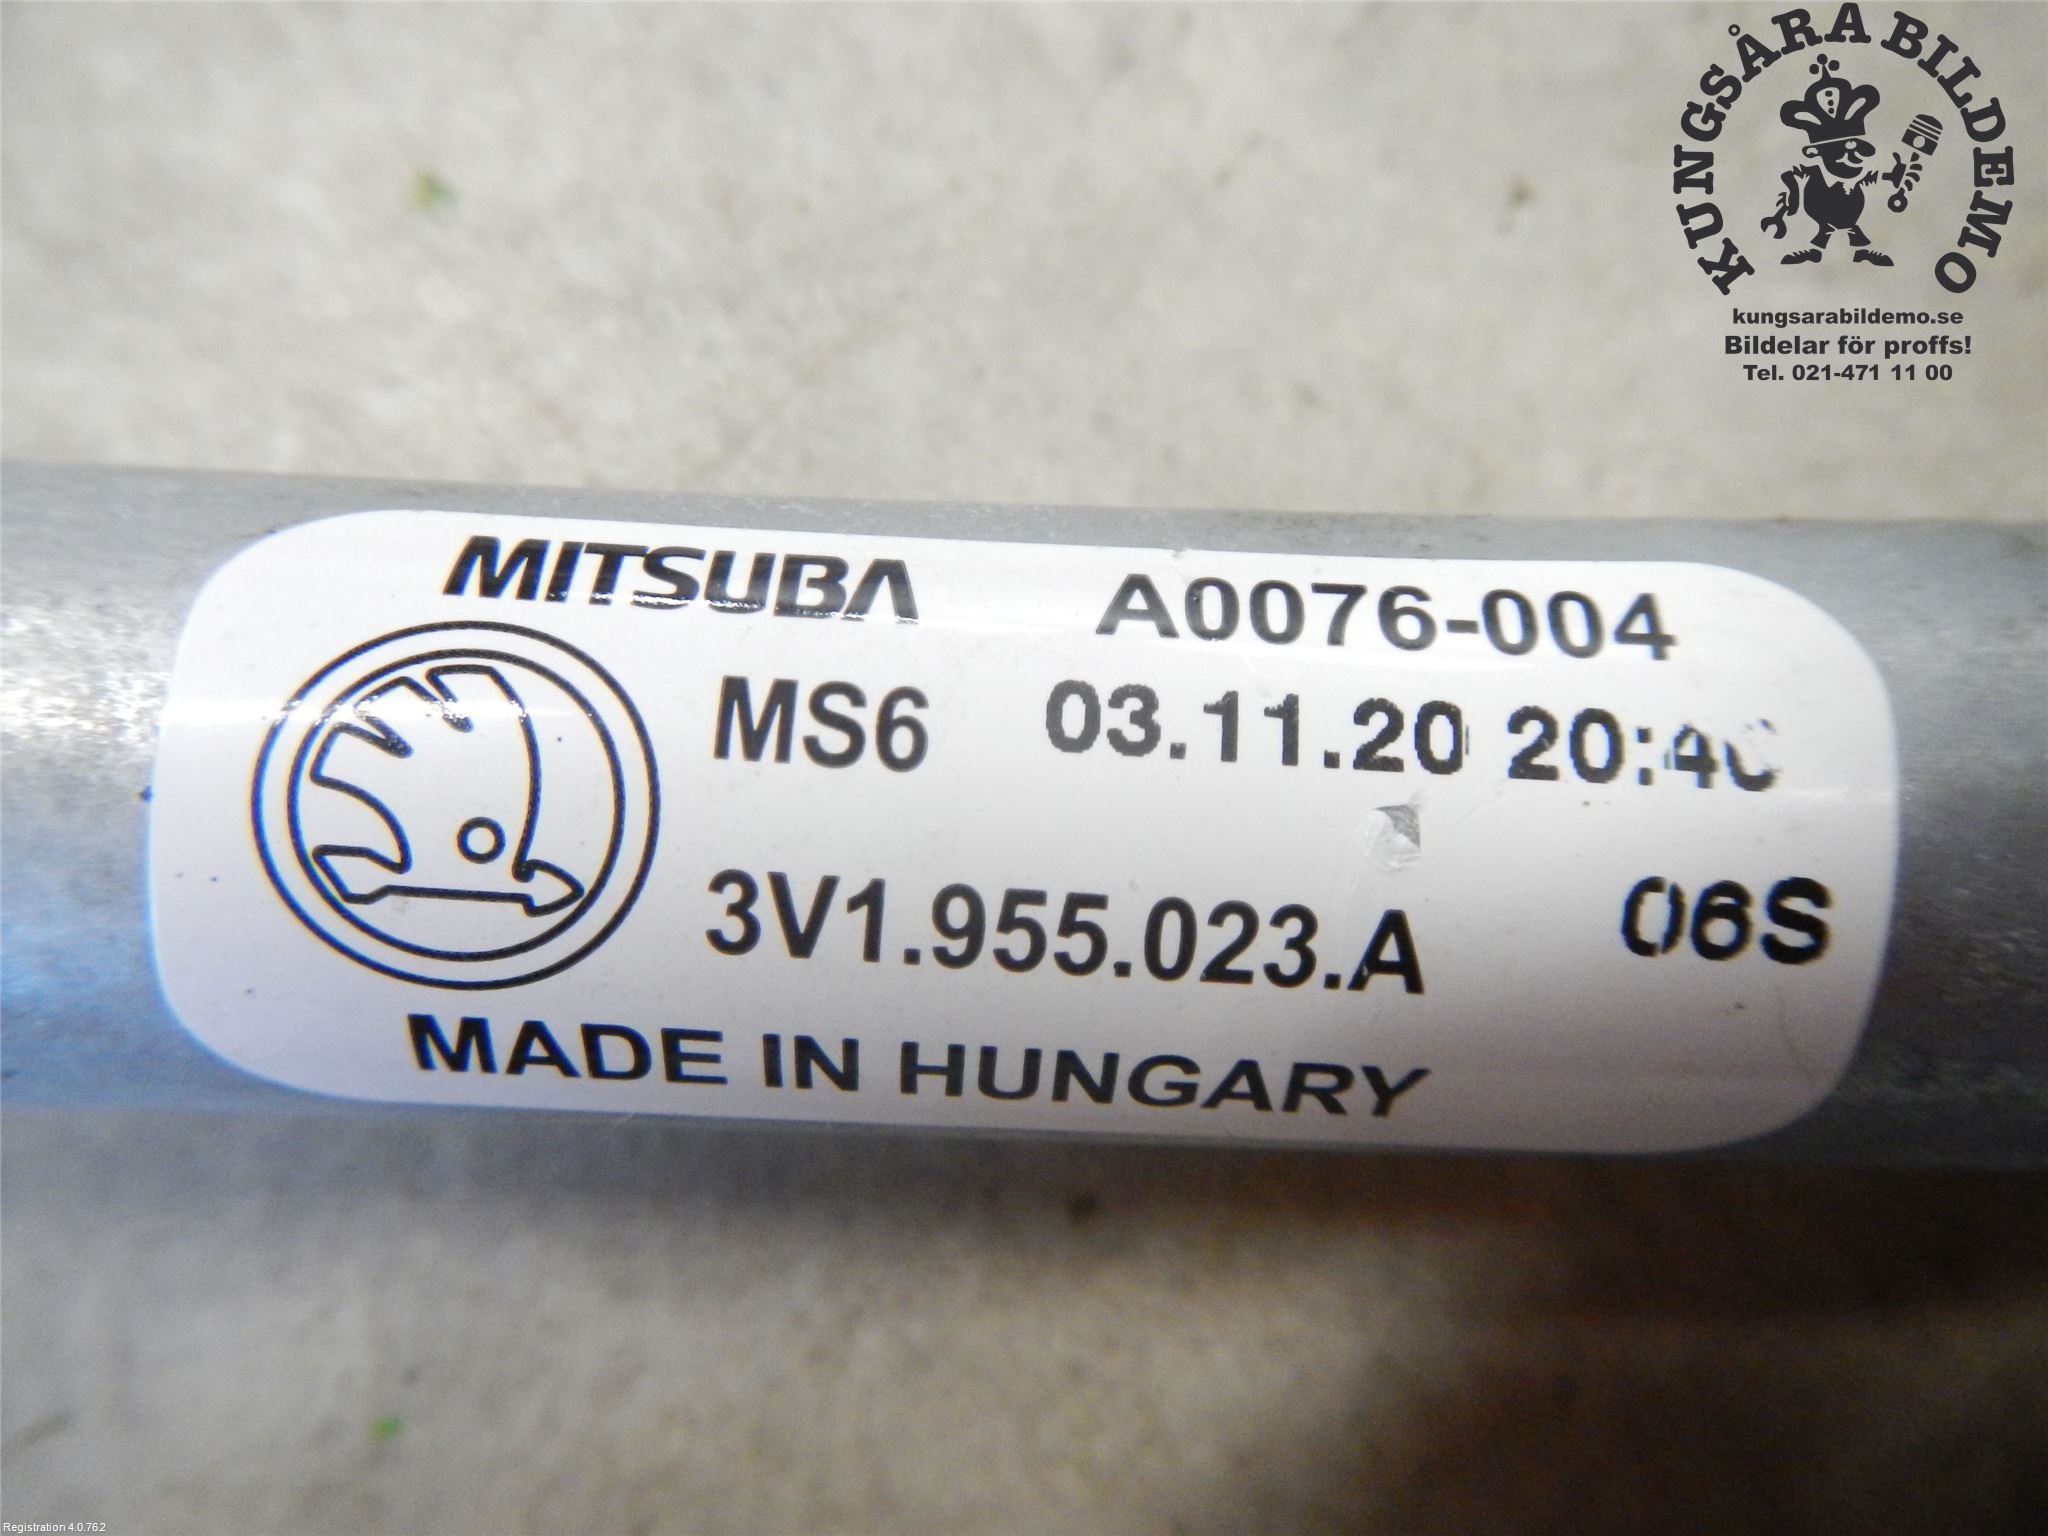 KUNGSÅRA BILDEMO
kungsarabildemo.se
Bildelar för proffs!
Tel. 021-471 11 00
MITSUBA A0076-004
MS6 03.11.20
3V1.955.023.A 06S
MADE IN HUNGARY
Registration 4.0.762